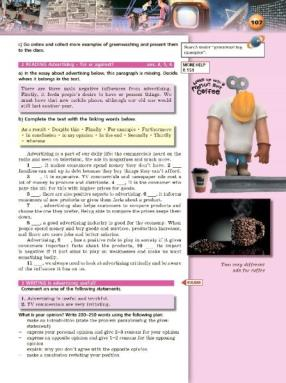 107
c) Go online and collect more examples of greenwashing and present them
to the class.
Search more "greenwashing
examples".
2 READING Advertising – for or against?
ws. 4, 5, 6
MORE HELP
P. 158
a) In the essay about advertising below, this paragraph is missing. Decide
where it belongs in the text.
There are three main negative influences from advertising.
Firstly, it feeds people's desire to have or present things. We
must have that new mobile phone, although our old one would
still last another year.
b) Complete the text with the linking words below.
As a result • Despite this • Finally • For example • Furthermore
• In conclusion • in my opinion • In the end • Secondly • Thirdly
• whereas
Advertising is a part of our daily life: the commercials heard on the
radio and seen on television, the ads in magazines and much more.
1 ___, it makes consumers spend money they don't have. 2 ___
families can end up in debt because they buy things they can't afford.
3 ___, it is expensive. TV commercials and newspaper ads cost a
lot of money to produce and distribute. 4 ___, it is the consumer who
pays the bill for this with higher prices for goods.
5 ___, there are also positive aspects to advertising. 6 ___, it informs
consumers of new products or gives them facts about a product.
7 ___, advertising also helps consumers to compare products and
choose the one they prefer. Being able to compare the prices keeps them
down.
8 ___, a good advertising industry is good for the economy. When
people spend money and buy goods and services, production increases,
and there are more jobs and better salaries.
Advertising, 9 ___, has a positive role to play in society if it gives
consumers important facts about the products, 10 ___ its impact
is negative if it just aims to play on weaknesses and make us want
something badly.
11 ___, we always need to look at advertising critically and be aware
of the influence it has on us.
COFFEE
Two very different
ads for coffee
3 WRITING Is advertising useful?
Comment on one of the following statements.
1. Advertising is useful and truthful.
2. TV commercials are very irritating.
What is your opinion? Write 200–250 words using the following plan:
– make an introduction (state the problem concerning the given
statement)
– express your personal opinion and give 2–3 reasons for your opinion
– express an opposite opinion and give 1–2 reasons for this opposing
opinion
– explain why you don't agree with the opposite opinion
– make a conclusion restating your position